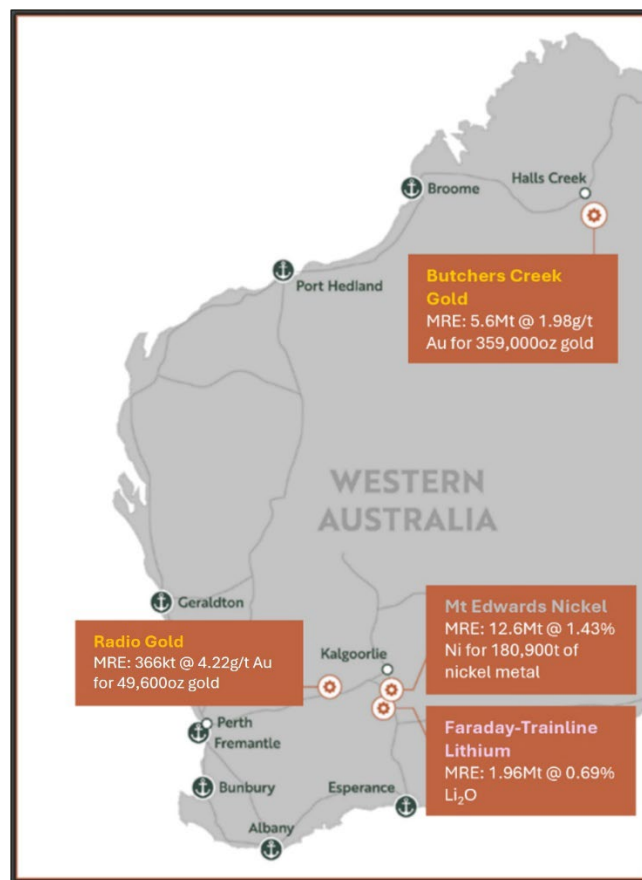 Halls Creek
Broome
Port Hedland
Butchers Creek
Gold
MRE: 5.6Mt @ 1.98g/t
Au for 359,000oz gold
WESTERN
AUSTRALIA
Geraldton
Radio Gold
MRE: 366kt @ 4.22g/t Au
for 49,600oz gold
Kalgoorlie
Mt Edwards Nickel
MRE: 12.6Mt @ 1.43%
Ni for 180,900t of
nickel metal
Perth
Fremantle
Faraday-Trainline
Lithium
MRE: 1.96Mt @ 0.69%
Li₂O
Bunbury
Esperance
Albany